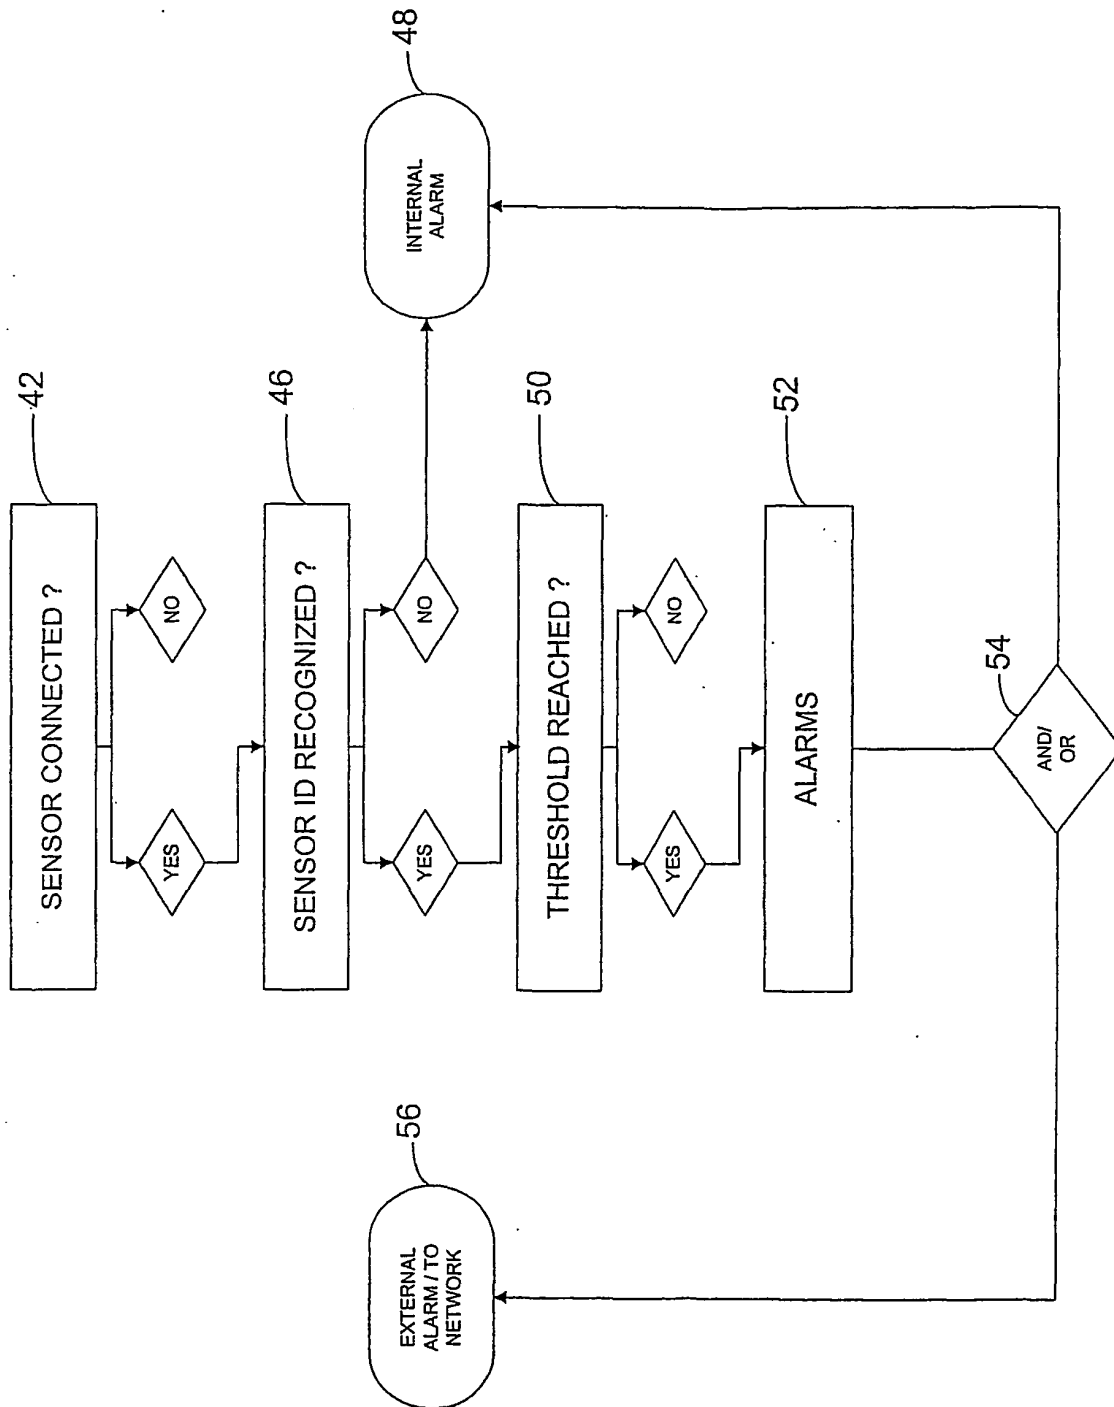 42
SENSOR CONNECTED ?
YES
NO
46
SENSOR ID RECOGNIZED ?
YES
NO
48
INTERNAL
ALARM
50
THRESHOLD REACHED ?
YES
NO
52
ALARMS
54
AND/
OR
56
EXTERNAL
ALARM / TO
NETWORK